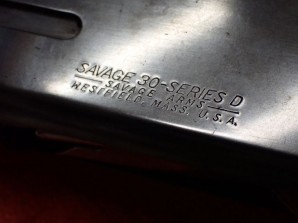 SAVAGE 30-SERIES D
SAVAGE ARMS
WESTFIELD, MASS. U.S.A.